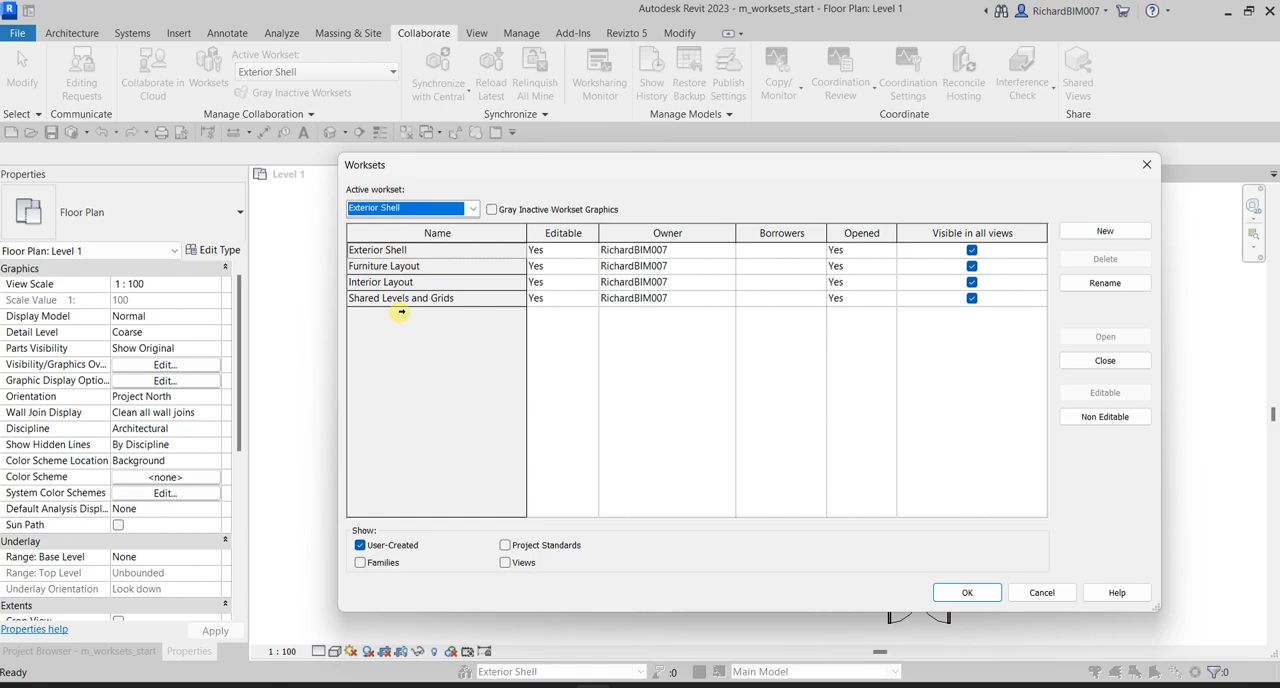 Autodesk Revit 2023 - m_worksets_start - Floor Plan: Level 1
RichardBIM007
File Architecture Systems Insert Annotate Analyze Massing & Site Collaborate View Manage Add-Ins Revizto 5 Modify
Modify
Editing Requests
Collaborate in Cloud
Worksets
Active Workset:
Exterior Shell
Gray Inactive Worksets
Synchronize with Central
Reload Latest
Relinquish All Mine
Worksharing Monitor
Show History
Restore Backup
Publish Settings
Copy/ Monitor
Coordination Review
Coordination Settings
Reconcile Hosting
Interference Check
Shared Views
Select Communicate Manage Collaboration Synchronize Manage Models Coordinate Share
Properties
Floor Plan
Floor Plan: Level 1 Edit Type
Graphics
View Scale 1 : 100
Scale Value 1: 100
Display Model Normal
Detail Level Coarse
Parts Visibility Show Original
Visibility/Graphics Ov... Edit...
Graphic Display Optio... Edit...
Orientation Project North
Wall Join Display Clean all wall joins
Discipline Architectural
Show Hidden Lines By Discipline
Color Scheme Location Background
Color Scheme <none>
System Color Schemes Edit...
Default Analysis Displ... None
Sun Path
Underlay
Range: Base Level None
Range: Top Level Unbounded
Underlay Orientation Look down
Extents
Properties help Apply
Project Browser - m_worksets_start Properties
Level 1
Worksets
Active workset:
Exterior Shell Gray Inactive Workset Graphics
Name Editable Owner Borrowers Opened Visible in all views
Exterior Shell Yes RichardBIM007 Yes
Furniture Layout Yes RichardBIM007 Yes
Interior Layout Yes RichardBIM007 Yes
Shared Levels and Grids Yes RichardBIM007 Yes
New
Delete
Rename
Open
Close
Editable
Non Editable
Show:
User-Created Project Standards
Families Views
OK Cancel Help
1 : 100
Ready Exterior Shell :0 Main Model :0